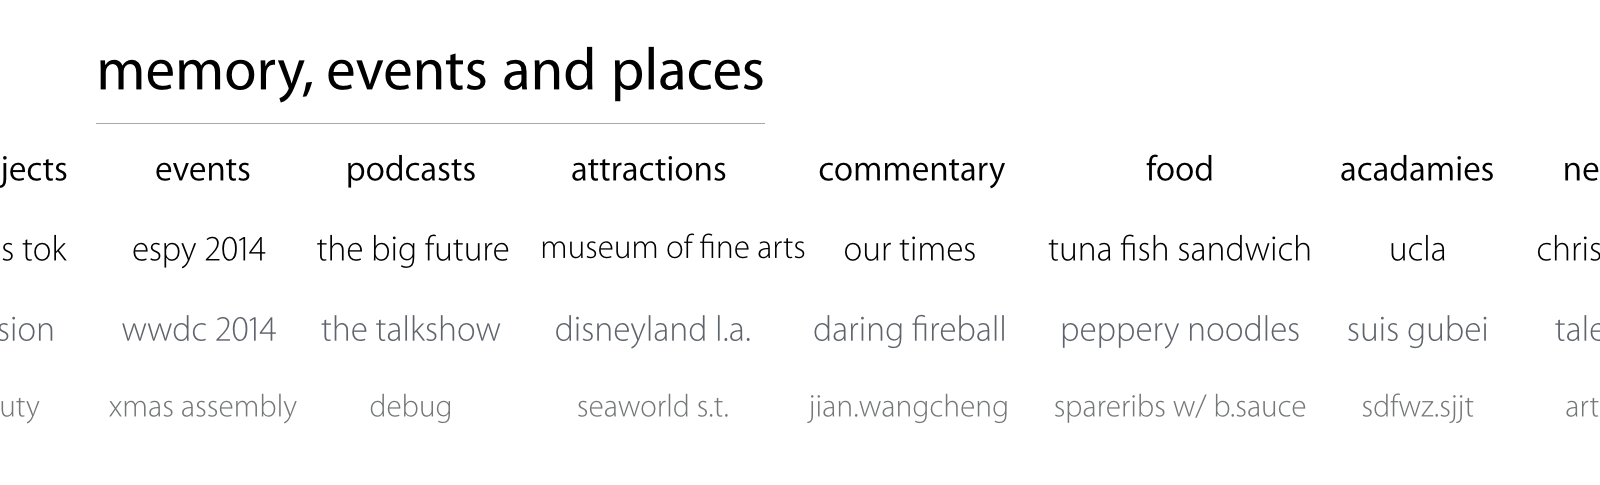 memory, events and places
jects events podcasts attractions commentary food acadamies ne
s tok espy 2014 the big future museum of fine arts our times tuna fish sandwich ucla chris
sion wwdc 2014 the talkshow disneyland l.a. daring fireball peppery noodles suis gubei tale
uty xmas assembly debug seaworld s.t. jian.wangcheng spareribs w/ b.sauce sdfwz.sjjt art